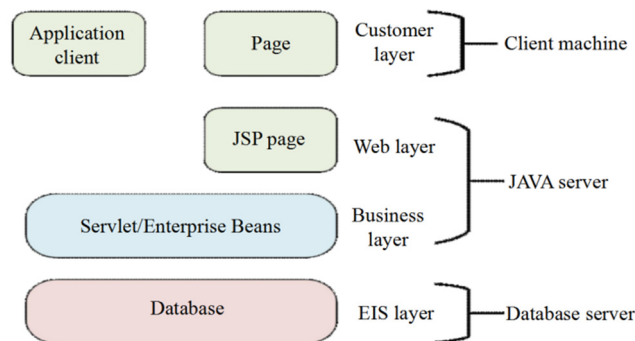 Application
client
Page
Customer
layer
Client machine
JSP page
Web layer
JAVA server
Servlet/Enterprise Beans
Business
layer
Database
EIS layer
Database server